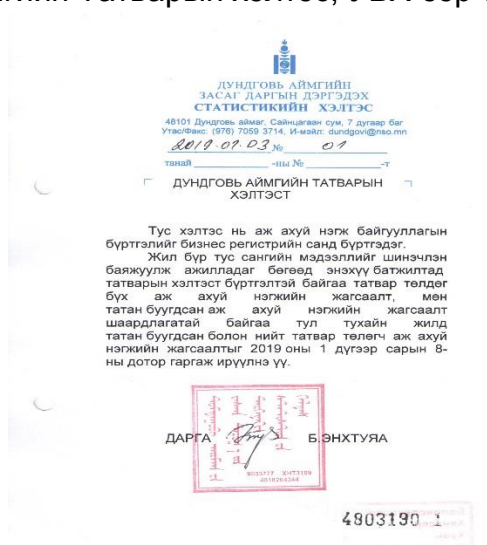 ДУНДГОВЬ АЙМГИЙН
ЗАСАГ ДАРГЫН ДЭРГЭДЭХ
СТАТИСТИКИЙН ХЭЛТЭС
48101 Дундговь аймаг, Сайнцагаан сум, 7 дугаар баг
Утас/Факс: (976) 7059 3714, И-мэйл: dundgovi@nso.mn
2019.01.03 № 01
танай -ны № -т
ДУНДГОВЬ АЙМГИЙН ТАТВАРЫН
ХЭЛТЭСТ
Тус хэлтэс нь аж ахуй нэгж байгууллагын
бүртгэлийг бизнес регистрийн санд бүртгэдэг.
Жил бүр тус сангийн мэдээллийг шинэчлэн
баяжуулж ажилладаг бөгөөд энэхүү батжилтад
татварын хэлтэст бүртгэлтэй байгаа татвар төлдөг
бүх аж ахуй нэгжийн жагсаалт, мөн
татан буугдсан аж ахуй нэгжийн жагсаалт
шаардлагатай байгаа тул тухайн жилд
татан буугдсан болон нийт татвар төлөгч аж ахуй
нэгжийн жагсаалтыг 2019 оны 1 дүгээр сарын 8-
ны дотор гаргаж ирүүлнэ үү.
ДАРГА Б.ЭНХТУЯА
4803190 1